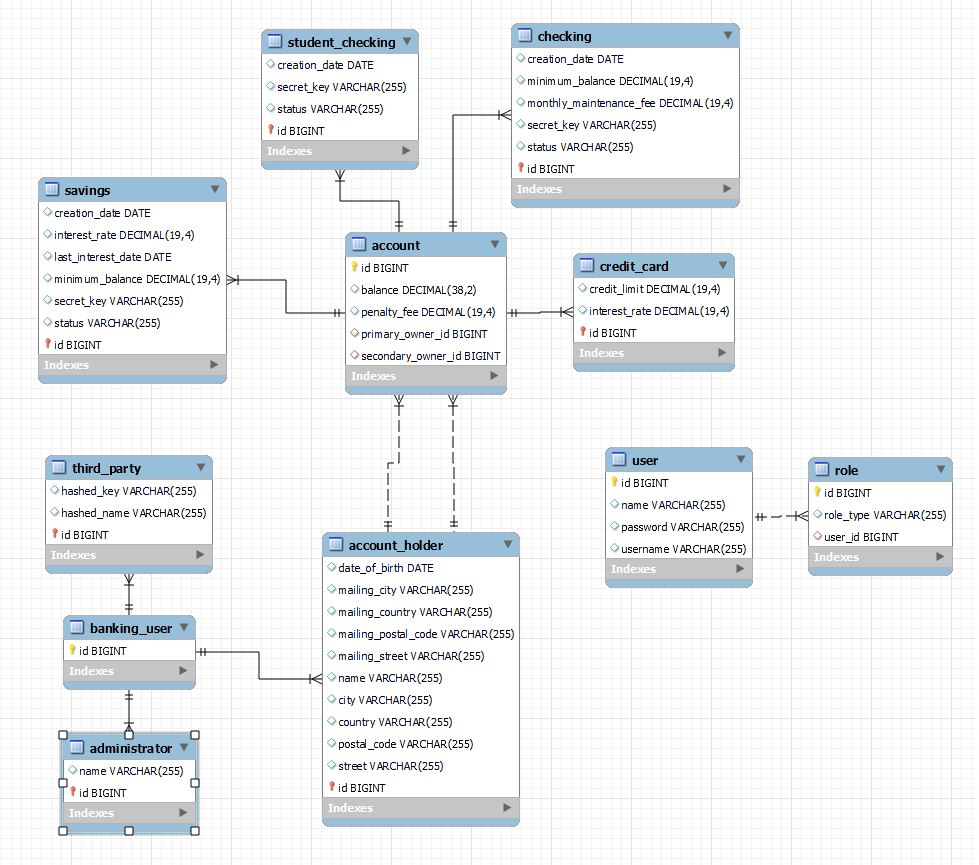 student_checking
creation_date DATE
secret_key VARCHAR(255)
status VARCHAR(255)
id BIGINT
Indexes
checking
creation_date DATE
minimum_balance DECIMAL(19,4)
monthly_maintenance_fee DECIMAL(19,4)
secret_key VARCHAR(255)
status VARCHAR(255)
id BIGINT
Indexes
savings
creation_date DATE
interest_rate DECIMAL(19,4)
last_interest_date DATE
minimum_balance DECIMAL(19,4)
secret_key VARCHAR(255)
status VARCHAR(255)
id BIGINT
Indexes
account
id BIGINT
balance DECIMAL(38,2)
penalty_fee DECIMAL(19,4)
primary_owner_id BIGINT
secondary_owner_id BIGINT
Indexes
credit_card
credit_limit DECIMAL(19,4)
interest_rate DECIMAL(19,4)
id BIGINT
Indexes
third_party
hashed_key VARCHAR(255)
hashed_name VARCHAR(255)
id BIGINT
Indexes
user
id BIGINT
name VARCHAR(255)
password VARCHAR(255)
username VARCHAR(255)
Indexes
role
id BIGINT
role_type VARCHAR(255)
user_id BIGINT
Indexes
account_holder
date_of_birth DATE
mailing_city VARCHAR(255)
mailing_country VARCHAR(255)
mailing_postal_code VARCHAR(255)
mailing_street VARCHAR(255)
name VARCHAR(255)
city VARCHAR(255)
country VARCHAR(255)
postal_code VARCHAR(255)
street VARCHAR(255)
id BIGINT
Indexes
banking_user
id BIGINT
Indexes
administrator
name VARCHAR(255)
id BIGINT
Indexes